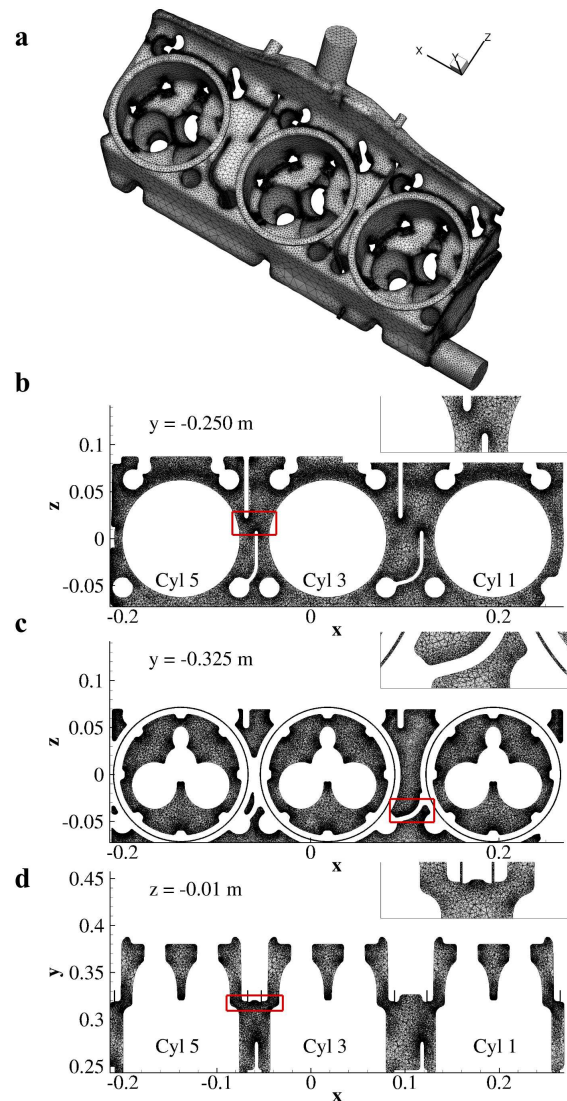 a
X
Y
Z
b
y = -0.250 m
0.1
0.05
0
-0.05
z
Cyl 5
Cyl 3
Cyl 1
-0.2
0
0.2
x
c
y = -0.325 m
0.1
0.05
0
-0.05
z
-0.2
0
0.2
x
d
z = -0.01 m
0.45
0.4
0.35
0.3
0.25
y
Cyl 5
Cyl 3
Cyl 1
-0.2
-0.1
0
0.1
0.2
x